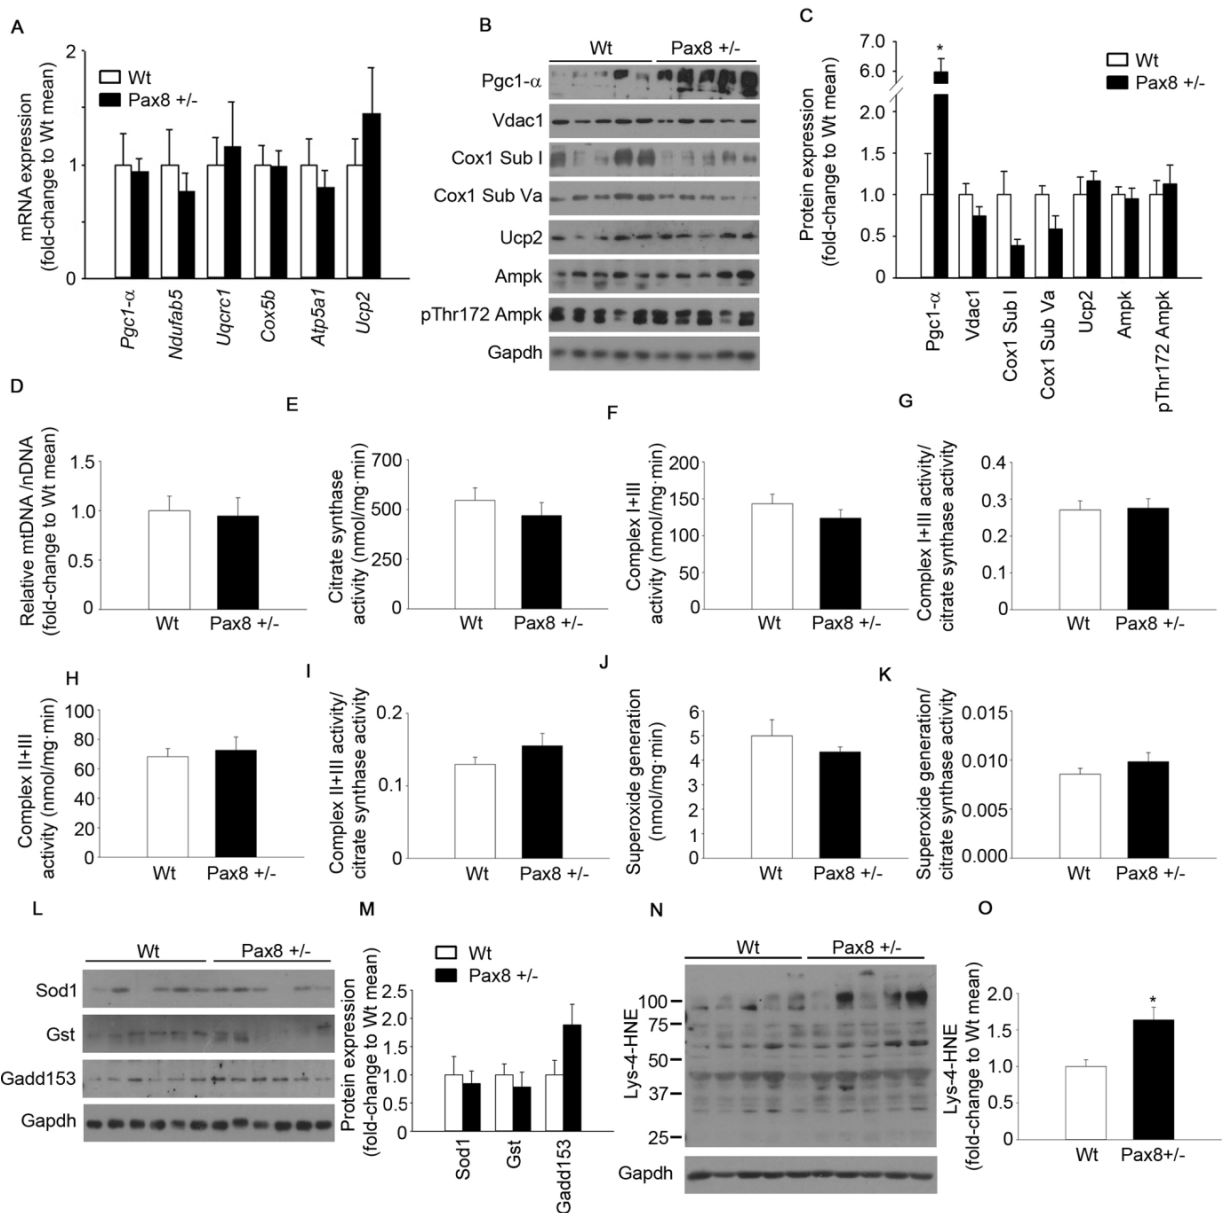 A
mRNA expression
(fold-change to Wt mean)
2
1
0
Wt
Pax8 +/-
Pgc1-α
Ndufab5
Uqcrc1
Cox5b
Atp5a1
Ucp2
B
Wt
Pax8 +/-
Pgc1-α
Vdac1
Cox1 Sub I
Cox1 Sub Va
Ucp2
Ampk
pThr172 Ampk
Gapdh
C
Protein expression
(fold-change to Wt mean)
7.0
6.0
2.0
1.5
1.0
0.5
0
*
Wt
Pax8 +/-
Pgc1-α
Vdac1
Cox1 Sub I
Cox1 Sub Va
Ucp2
Ampk
pThr172 Ampk
D
Relative mtDNA /nDNA
(fold-change to Wt mean)
1.5
1.0
0.5
0
Wt
Pax8 +/-
E
Citrate synthase
activity (nmol/mg·min)
700
500
250
0
Wt
Pax8 +/-
F
Complex I+III
activity (nmol/mg·min)
200
150
100
50
0
Wt
Pax8 +/-
G
Complex I+III activity/
citrate synthase activity
0.4
0.3
0.2
0.1
0
Wt
Pax8 +/-
H
Complex II+III
activity (nmol/mg·min)
100
80
60
40
20
0
Wt
Pax8 +/-
I
Complex II+III activity/
citrate synthase activity
0.2
0.1
0
Wt
Pax8 +/-
J
Superoxide generation
(nmol/mg·min)
6
5
4
3
2
1
0
Wt
Pax8 +/-
K
Superoxide generation/
citrate synthase activity
0.015
0.010
0.005
0.000
Wt
Pax8 +/-
L
Wt
Pax8 +/-
Sod1
Gst
Gadd153
Gapdh
M
Protein expression
(fold-change to Wt mean)
Wt
Pax8 +/-
2.5
2.0
1.5
1.0
0.5
0
Sod1
Gst
Gadd153
N
Wt
Pax8 +/-
Lys-4-HNE
100
75
50
37
25
Gapdh
O
Lys-4-HNE
(fold-change to Wt mean)
2.0
1.5
1.0
0.5
0
*
Wt
Pax8+/-